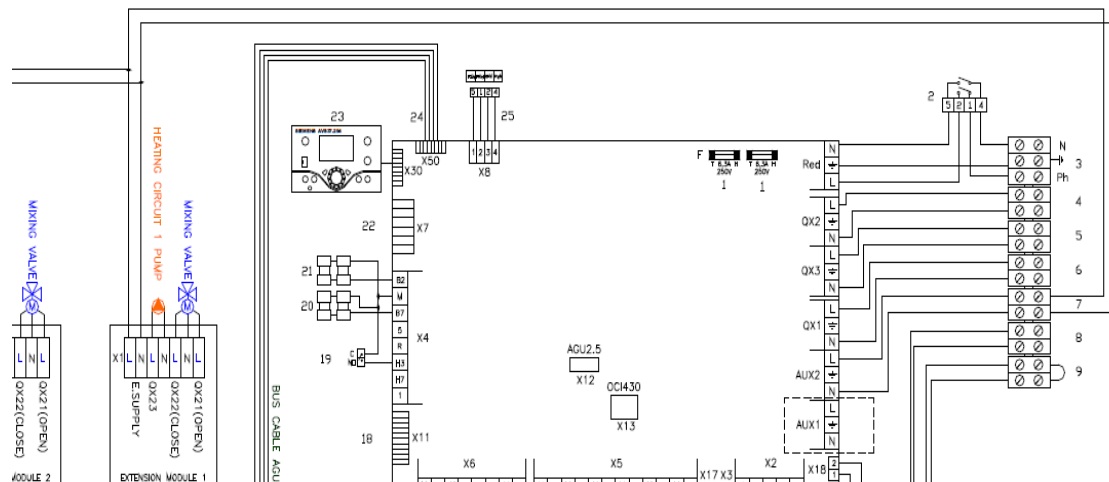 23
SIEMENS
24
25
5 1 2 4
1 2 3 4
X50
X8
X30
F
T 6,3A H
250V
1
T 6,3A H
250V
1
2
5 2 1 4
N
Ph
3
4
5
6
7
8
9
Red
N
L
QX2
L
N
QX3
L
N
QX1
L
N
AUX2
L
N
AUX1
L
N
X18
2
1
22
X7
21
20
19
B2
M
B7
S
R
H3
H7
1
X4
18
X11
AGU2.5
X12
OCI430
X13
X6
X5
X17
X3
X2
BUS CABLE AGU
HEATING CIRCUIT 1 PUMP
MIXING VALVE
M
MIXING VALVE
M
X1
L N L N L N L
E.SUPPLY
QX23
QX22(CLOSE)
QX21(OPEN)
EXTENSION MODULE 1
L N L
QX22(CLOSE)
QX21(OPEN)
MODULE 2